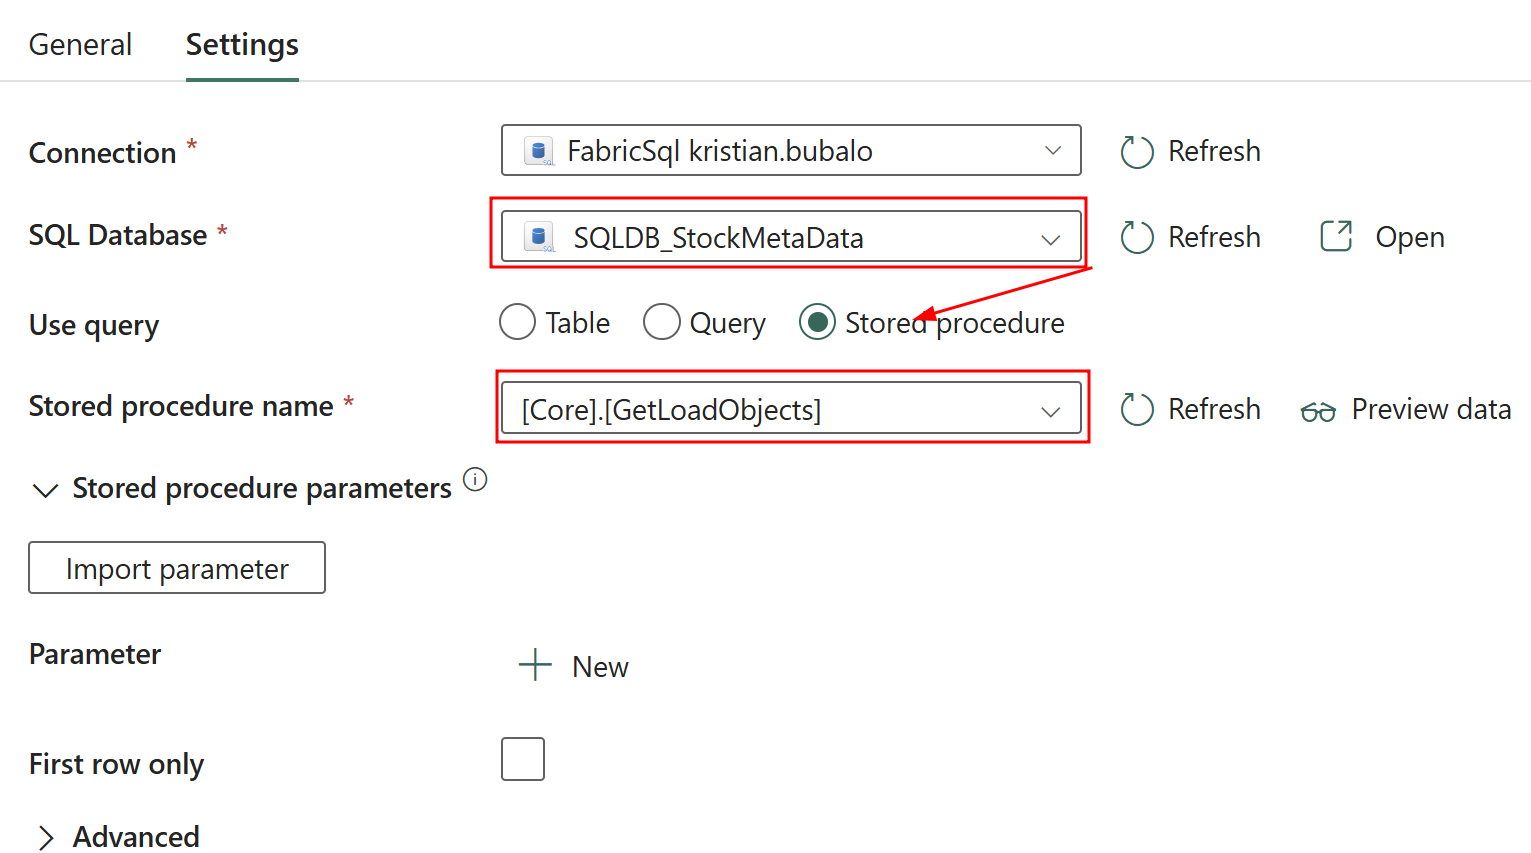 General Settings
Connection * FabricSql kristian.bubalo Refresh
SQL Database * SQLDB_StockMetaData Refresh Open
Use query Table Query Stored procedure
Stored procedure name * [Core].[GetLoadObjects] Refresh Preview data
Stored procedure parameters
Import parameter
Parameter New
First row only
Advanced